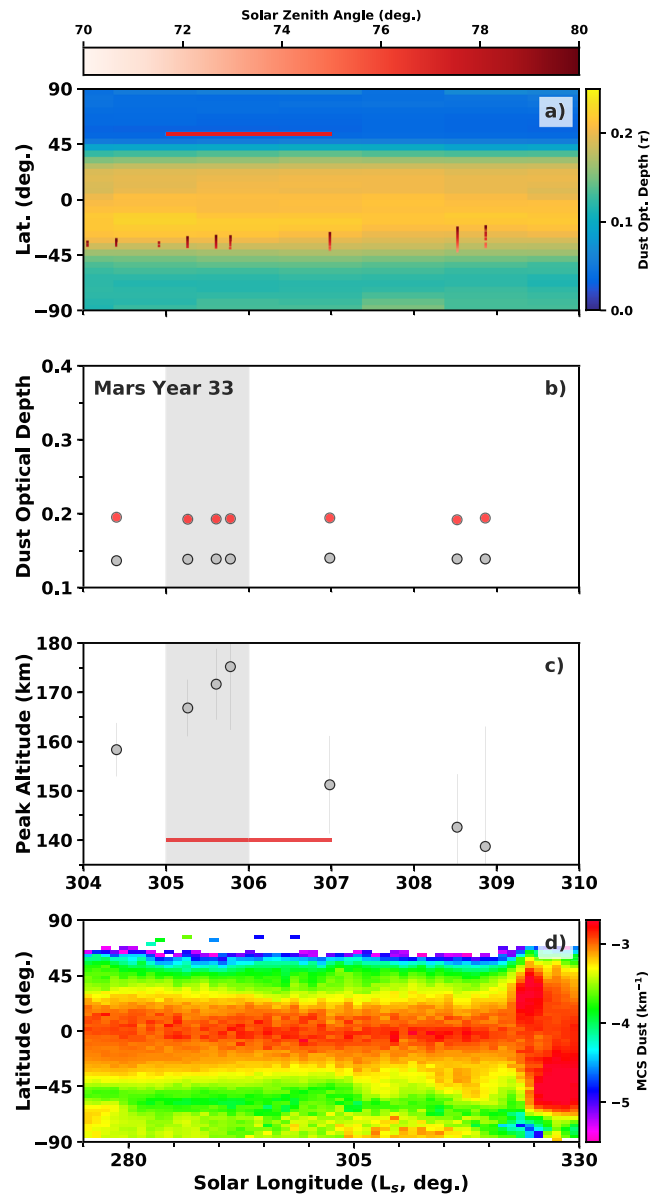 Solar Zenith Angle (deg.)
70 72 74 76 78 80
90
45
0
−45
−90
Lat. (deg.)
a)
0.2
0.1
0.0
Dust Opt. Depth (τ)
0.4
0.3
0.2
0.1
Dust Optical Depth
Mars Year 33
b)
180
170
160
150
140
Peak Altitude (km)
c)
304 305 306 307 308 309 310
90
45
0
−45
−90
Latitude (deg.)
d)
−3
−4
−5
MCS Dust (km⁻¹)
280 305 330
Solar Longitude (Lₛ, deg.)